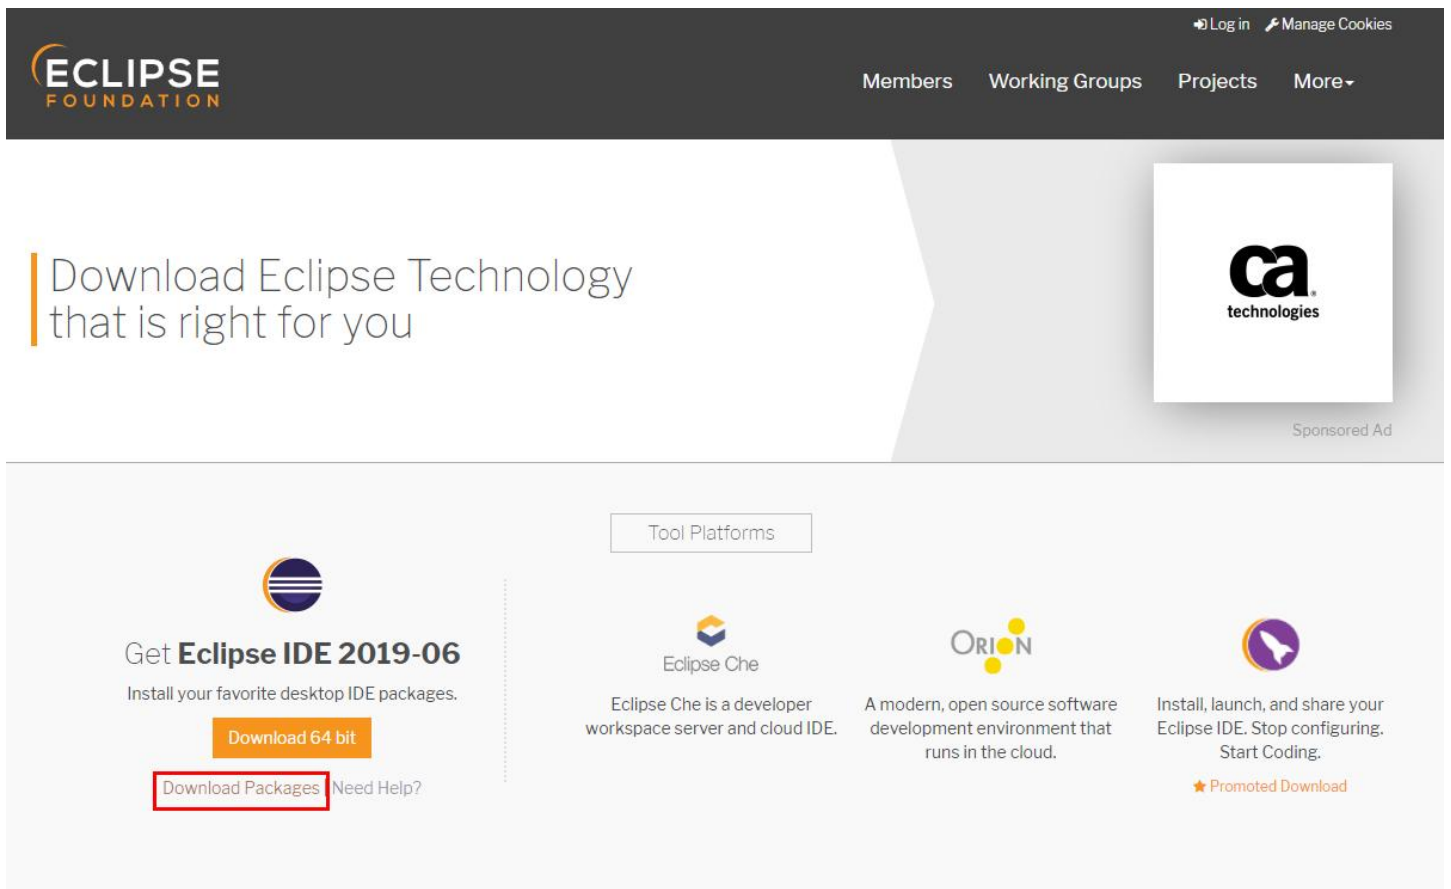 Log in Manage Cookies
ECLIPSE
FOUNDATION
Members Working Groups Projects More
Download Eclipse Technology
that is right for you
ca
technologies
Sponsored Ad
Tool Platforms
Get Eclipse IDE 2019-06
Install your favorite desktop IDE packages.
Download 64 bit
Download Packages | Need Help?
Eclipse Che
Eclipse Che is a developer
workspace server and cloud IDE.
ORION
A modern, open source software
development environment that
runs in the cloud.
Install, launch, and share your
Eclipse IDE. Stop configuring.
Start Coding.
Promoted Download